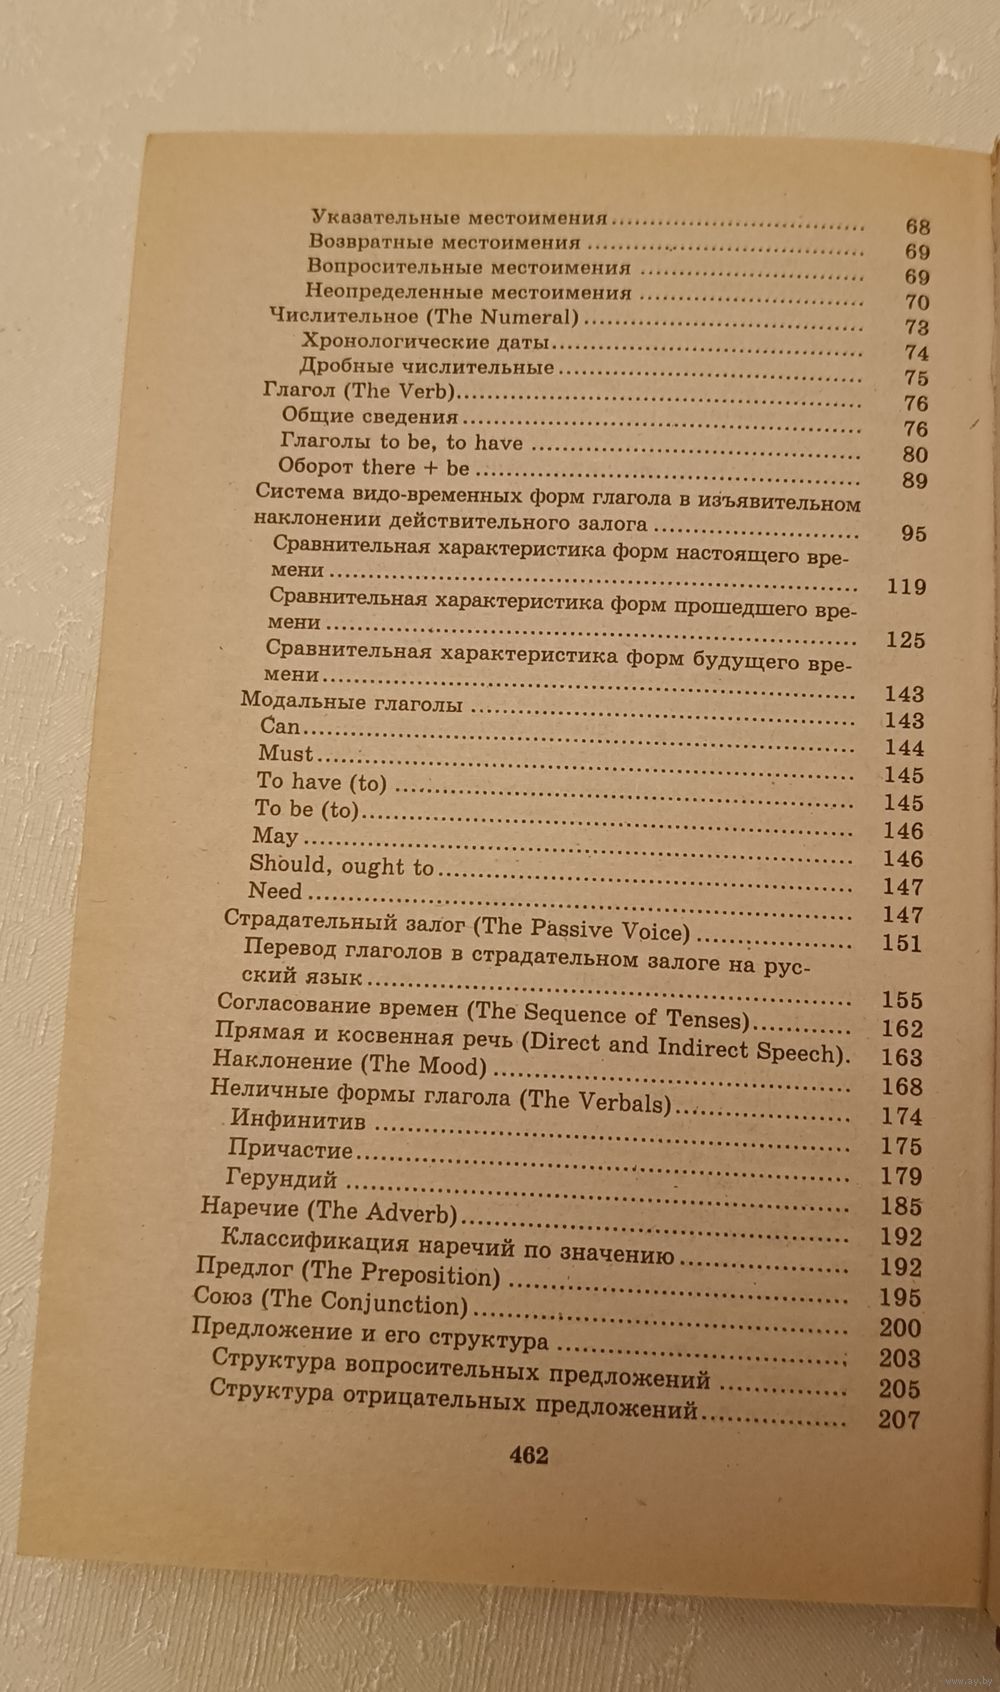 Указательные местоимения .......... 68
Возвратные местоимения .......... 69
Вопросительные местоимения .......... 69
Неопределенные местоимения .......... 70
Числительное (The Numeral) .......... 73
Хронологические даты .......... 74
Дробные числительные .......... 75
Глагол (The Verb) .......... 76
Общие сведения .......... 76
Глаголы to be, to have .......... 80
Оборот there + be .......... 89
Система видо-временных форм глагола в изъявительном
наклонении действительного залога .......... 95
Сравнительная характеристика форм настоящего вре-
мени .......... 119
Сравнительная характеристика форм прошедшего вре-
мени .......... 125
Сравнительная характеристика форм будущего вре-
мени .......... 143
Модальные глаголы .......... 143
Can .......... 144
Must .......... 145
To have (to) .......... 145
To be (to) .......... 146
May .......... 146
Should, ought to .......... 147
Need .......... 147
Страдательный залог (The Passive Voice) .......... 151
Перевод глаголов в страдательном залоге на рус-
ский язык .......... 155
Согласование времен (The Sequence of Tenses) .......... 162
Прямая и косвенная речь (Direct and Indirect Speech). 163
Наклонение (The Mood) .......... 168
Неличные формы глагола (The Verbals) .......... 174
Инфинитив .......... 175
Причастие .......... 179
Герундий .......... 185
Наречие (The Adverb) .......... 192
Классификация наречий по значению .......... 192
Предлог (The Preposition) .......... 195
Союз (The Conjunction) .......... 200
Предложение и его структура .......... 203
Структура вопросительных предложений .......... 205
Структура отрицательных предложений .......... 207
462
www.ay.by